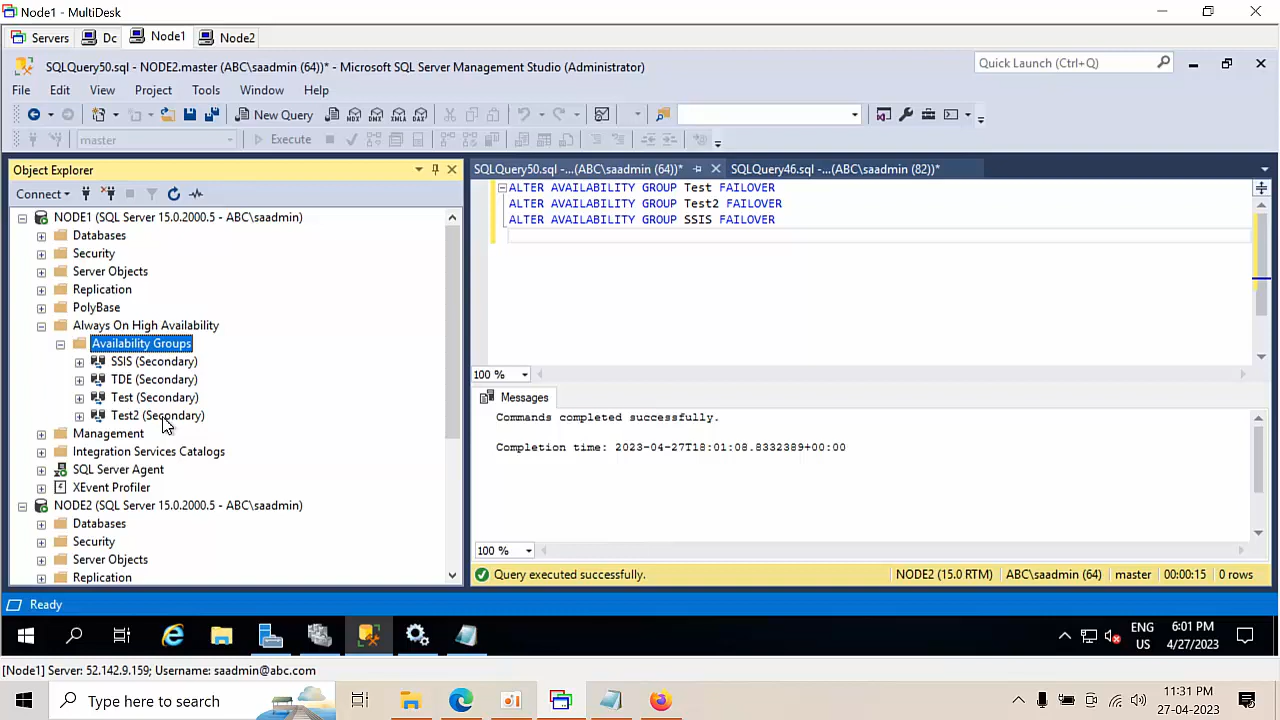 Node1 - MultiDesk
Servers Dc Node1 Node2
SQLQuery50.sql - NODE2.master (ABC\saadmin (64))* - Microsoft SQL Server Management Studio (Administrator)
Quick Launch (Ctrl+Q)
File Edit View Project Tools Window Help
New Query MDX DMX XMLA DAX
master Execute
Object Explorer
Connect
NODE1 (SQL Server 15.0.2000.5 - ABC\saadmin)
Databases
Security
Server Objects
Replication
PolyBase
Always On High Availability
Availability Groups
SSIS (Secondary)
TDE (Secondary)
Test (Secondary)
Test2 (Secondary)
Management
Integration Services Catalogs
SQL Server Agent
XEvent Profiler
NODE2 (SQL Server 15.0.2000.5 - ABC\saadmin)
Databases
Security
Server Objects
Replication
SQLQuery50.sql -...(ABC\saadmin (64))* SQLQuery46.sql -...(ABC\saadmin (82))*
ALTER AVAILABILITY GROUP Test FAILOVER
ALTER AVAILABILITY GROUP Test2 FAILOVER
ALTER AVAILABILITY GROUP SSIS FAILOVER
100 %
Messages
Commands completed successfully.
Completion time: 2023-04-27T18:01:08.8332389+00:00
100 %
Query executed successfully. NODE2 (15.0 RTM) ABC\saadmin (64) master 00:00:15 0 rows
Ready
ENG
US
6:01 PM
4/27/2023
[Node1] Server: 52.142.9.159; Username: saadmin@abc.com
Type here to search
11:31 PM
27-04-2023